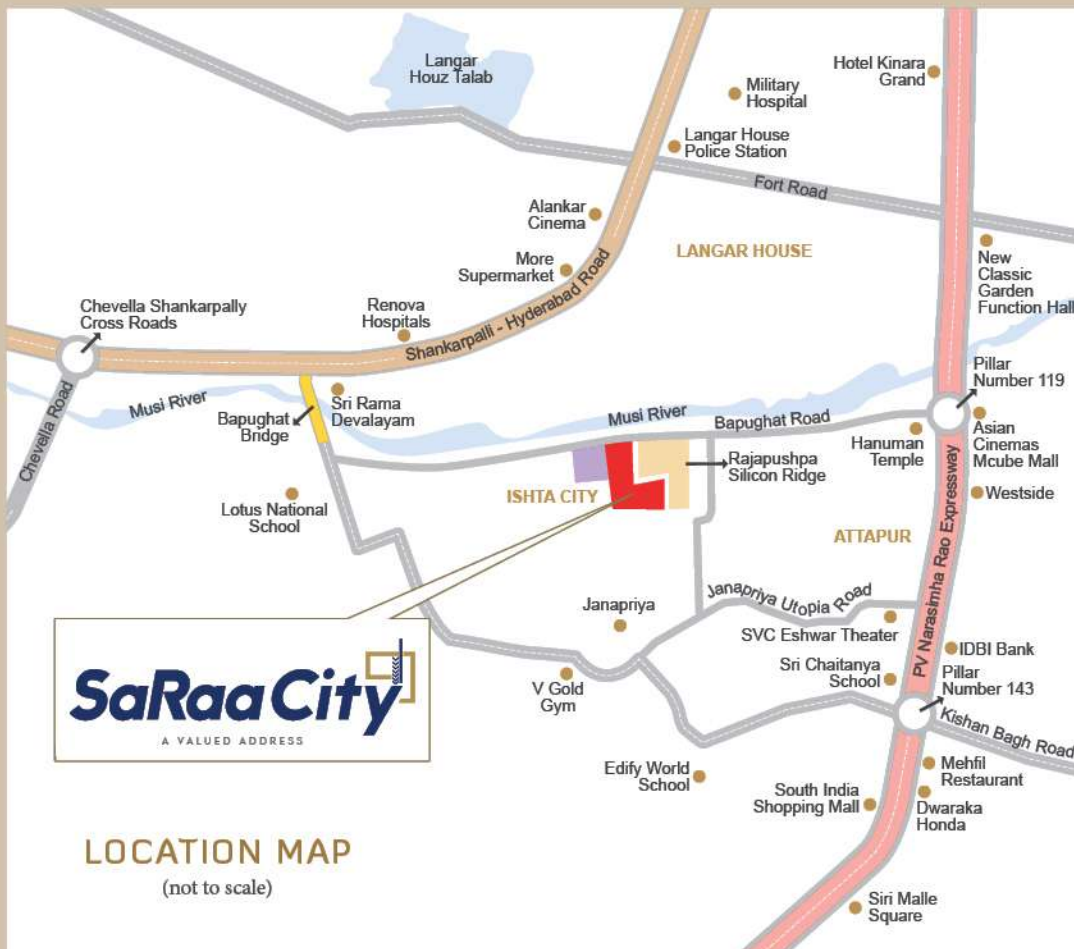 Langar
Houz Talab
Hotel Kinara
Grand
Military
Hospital
Langar House
Police Station
Fort Road
Alankar
Cinema
LANGAR HOUSE
More
Supermarket
New
Classic
Garden
Function Hall
Chevella Shankarpally
Cross Roads
Renova
Hospitals
Shankarpalli - Hyderabad Road
Pillar
Number 119
Musi River
Bapughat
Bridge
Sri Rama
Devalayam
Musi River
Bapughat Road
Asian
Cinemas
Mcube Mall
Chevella Road
Hanuman
Temple
Rajapushpa
Silicon Ridge
Lotus National
School
ISHTA CITY
Westside
ATTAPUR
PV Narasimha Rao Expressway
Janapriya
Janapriya Utopia Road
SVC Eshwar Theater
IDBI Bank
Sri Chaitanya
School
Pillar
Number 143
SaRaa City
A VALUED ADDRESS
V Gold
Gym
Kishan Bagh Road
Edify World
School
Mehfil
Restaurant
South India
Shopping Mall
Dwaraka
Honda
LOCATION MAP
(not to scale)
Siri Malle
Square